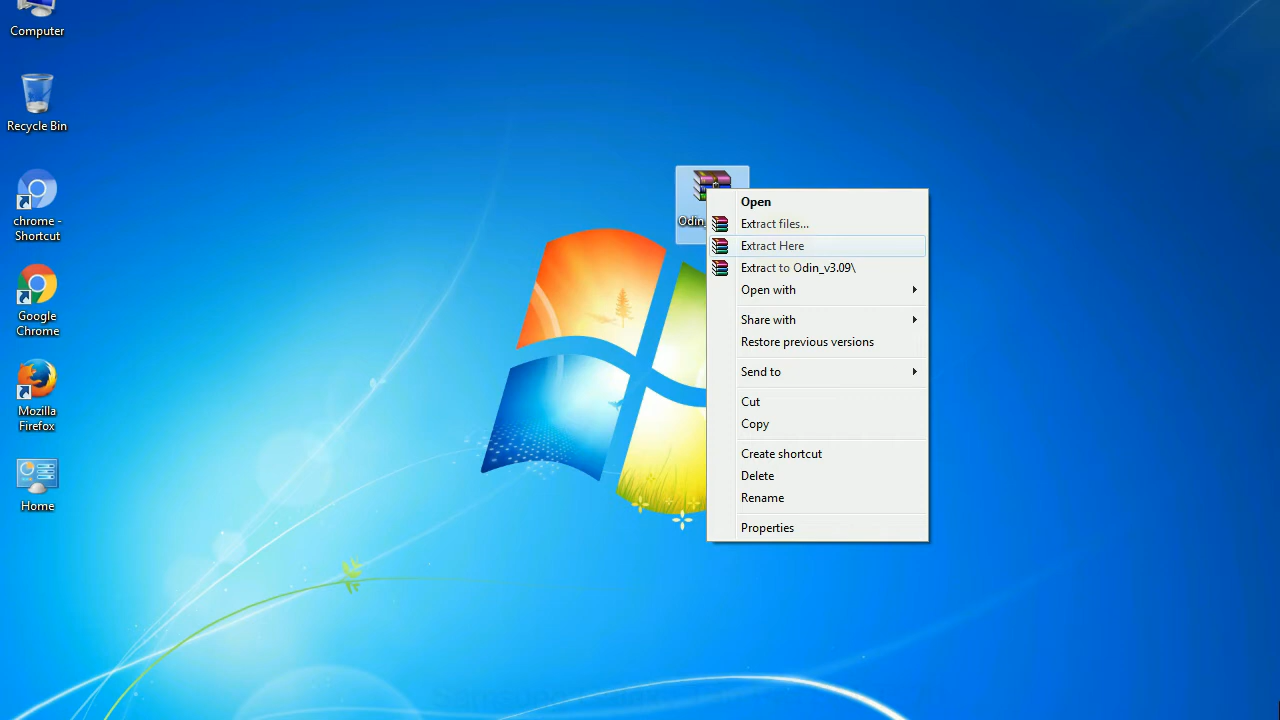 Computer
Recycle Bin
chrome -
Shortcut
Google
Chrome
Mozilla
Firefox
Home
Odin_
Open
Extract files...
Extract Here
Extract to Odin_v3.09\
Open with
Share with
Restore previous versions
Send to
Cut
Copy
Create shortcut
Delete
Rename
Properties